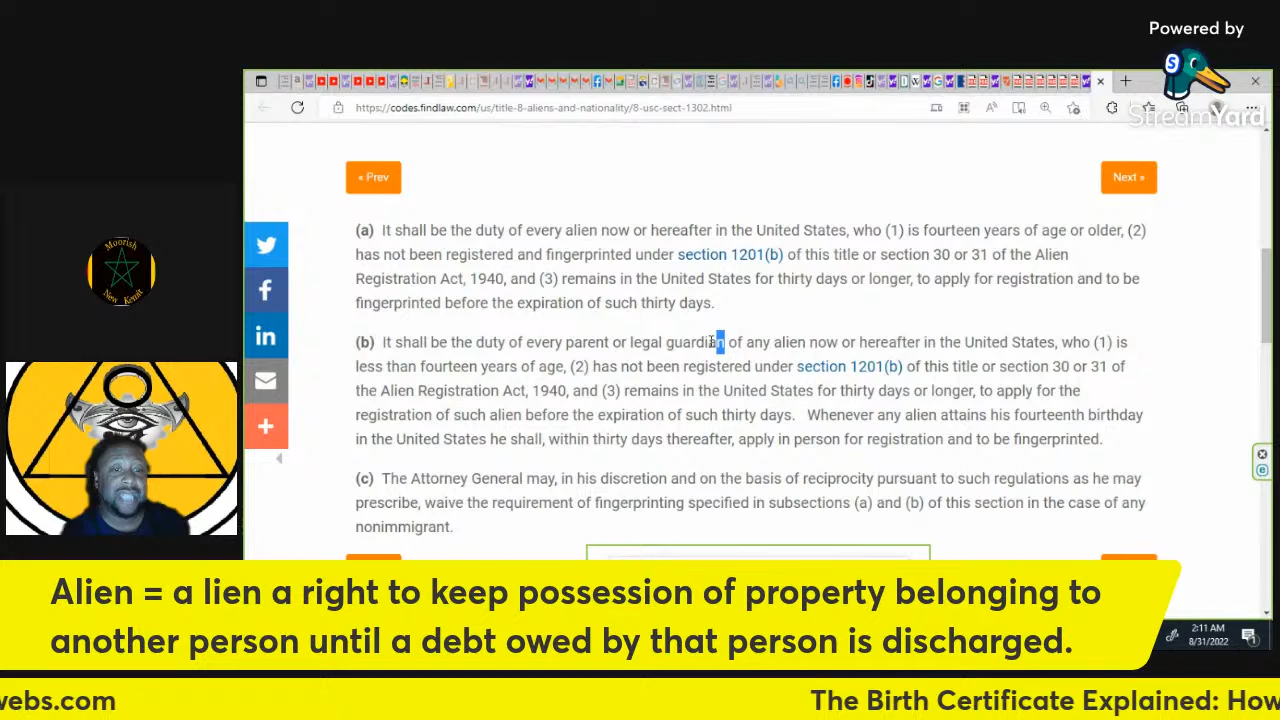 Powered by
S
StreamYard
https://codes.findlaw.com/us/title-8-aliens-and-nationality/8-usc-sect-1302.html
« Prev
Next »
(a) It shall be the duty of every alien now or hereafter in the United States, who (1) is fourteen years of age or older, (2)
has not been registered and fingerprinted under section 1201(b) of this title or section 30 or 31 of the Alien
Registration Act, 1940, and (3) remains in the United States for thirty days or longer, to apply for registration and to be
fingerprinted before the expiration of such thirty days.
(b) It shall be the duty of every parent or legal guardian of any alien now or hereafter in the United States, who (1) is
less than fourteen years of age, (2) has not been registered under section 1201(b) of this title or section 30 or 31 of
the Alien Registration Act, 1940, and (3) remains in the United States for thirty days or longer, to apply for the
registration of such alien before the expiration of such thirty days. Whenever any alien attains his fourteenth birthday
in the United States he shall, within thirty days thereafter, apply in person for registration and to be fingerprinted.
(c) The Attorney General may, in his discretion and on the basis of reciprocity pursuant to such regulations as he may
prescribe, waive the requirement of fingerprinting specified in subsections (a) and (b) of this section in the case of any
nonimmigrant.
Moorish
New Kemit
Alien = a lien a right to keep possession of property belonging to
another person until a debt owed by that person is discharged.
2:11 AM
8/31/2022
webs.com
The Birth Certificate Explained: How